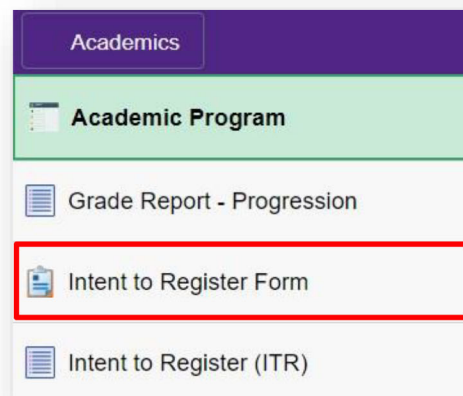 Academics
Academic Program
Grade Report - Progression
Intent to Register Form
Intent to Register (ITR)